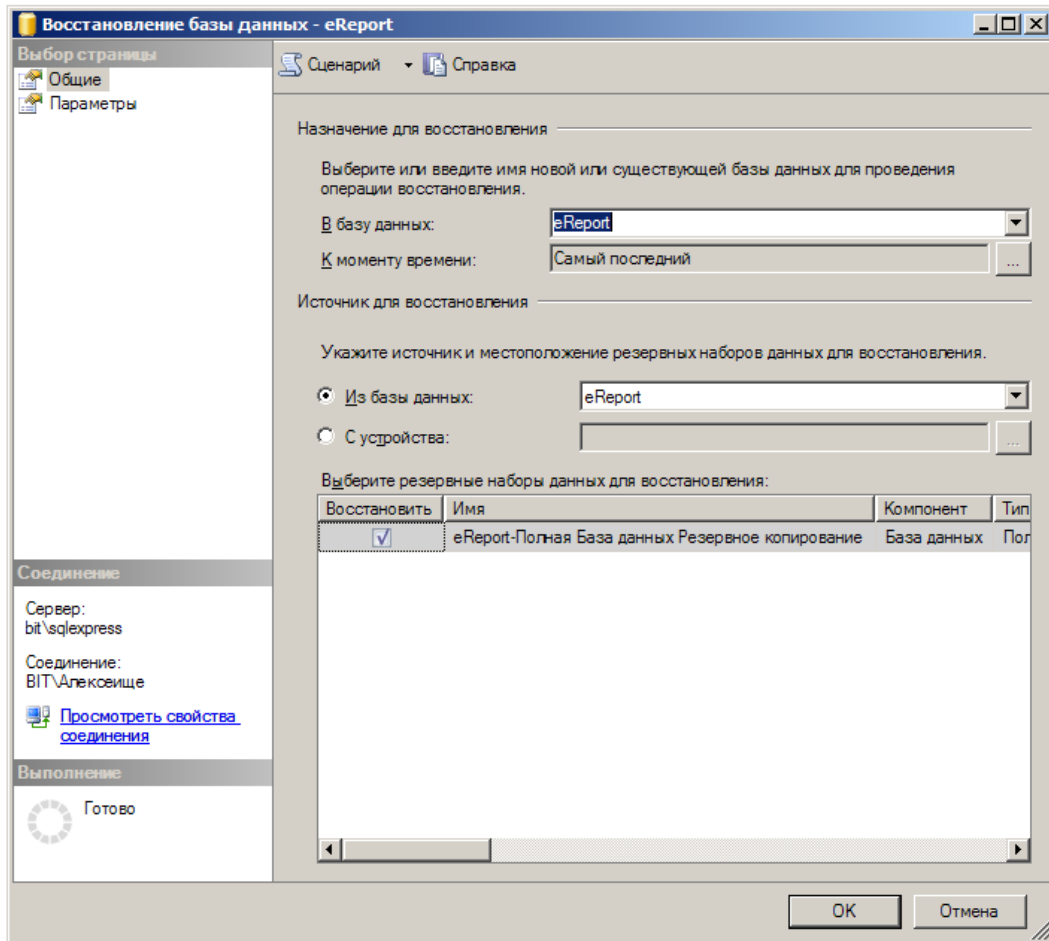 Восстановление базы данных - eReport
Выбор страницы
Общие
Параметры
Сценарий
Справка
Назначение для восстановления
Выберите или введите имя новой или существующей базы данных для проведения
операции восстановления.
В базу данных:
eReport
К моменту времени:
Самый последний
...
Источник для восстановления
Укажите источник и местоположение резервных наборов данных для восстановления.
Из базы данных:
eReport
С устройства:
...
Выберите резервные наборы данных для восстановления:
Восстановить Имя Компонент Тип
eReport-Полная База данных Резервное копирование База данных Пол
Соединение
Сервер:
bit\sqlexpress
Соединение:
BIT\Алексеище
Просмотреть свойства
соединения
Выполнение
Готово
OK
Отмена